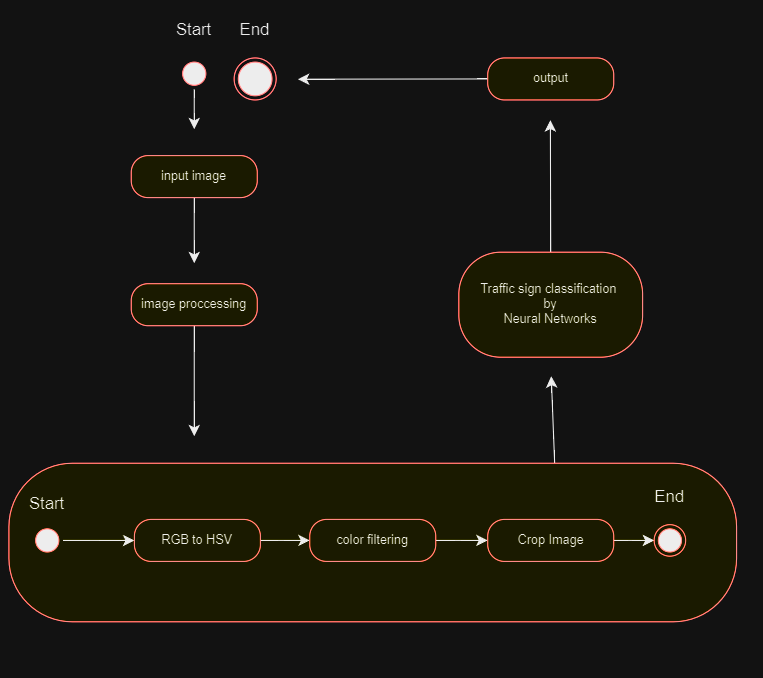 Start
End
output
input image
Traffic sign classification
by
Neural Networks
image proccessing
Start
End
RGB to HSV
color filtering
Crop Image